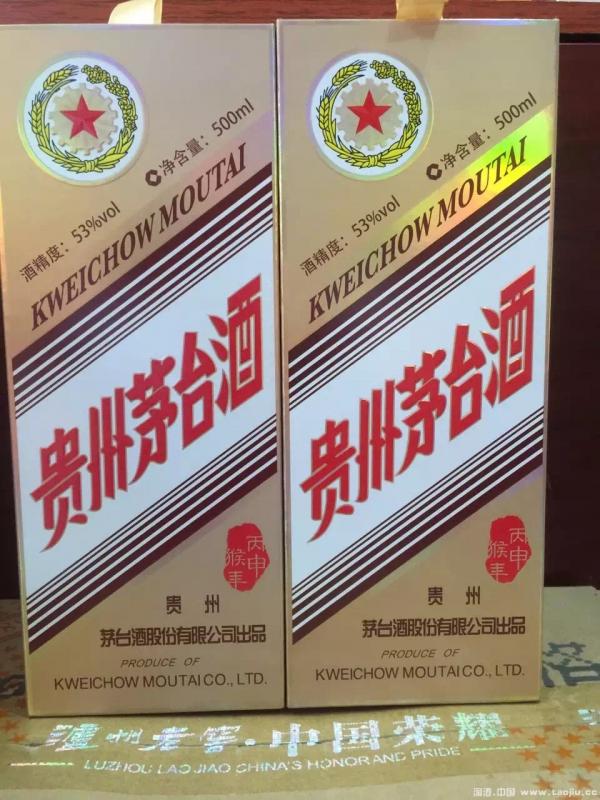 净含量：500ml
酒精度：53%vol
KWEICHOW MOUTAI
贵州茅台酒
丙申
猴年
贵州
茅台酒股份有限公司出品
PRODUCE OF
KWEICHOW MOUTAI CO., LTD.
净含量：500ml
酒精度：53%vol
KWEICHOW MOUTAI
贵州茅台酒
丙申
猴年
贵州
茅台酒股份有限公司出品
PRODUCE OF
KWEICHOW MOUTAI CO., LTD.
泸州老窖·中国荣耀
LUZHOU LAOJIAO CHINA'S HONOR AND PRIDE
淘酒.中国 www.taojiu.cc